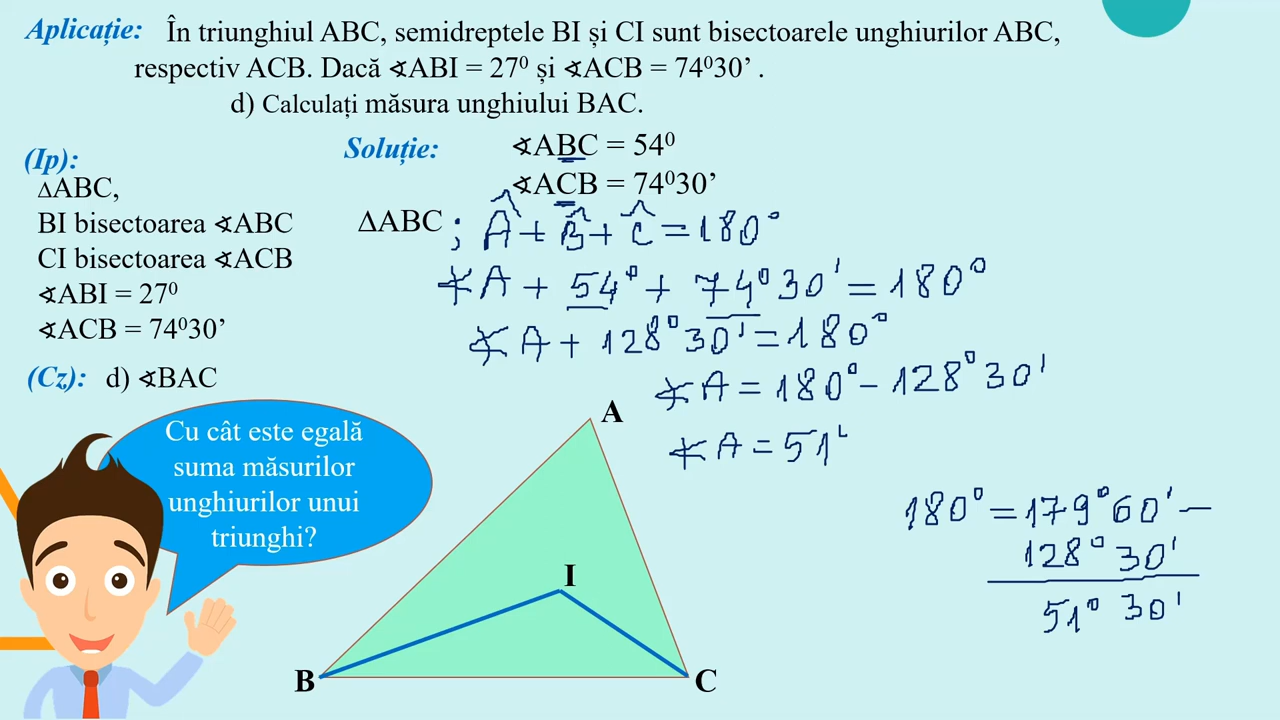 Aplicație: În triunghiul ABC, semidreptele BI și CI sunt bisectoarele unghiurilor ABC,
respectiv ACB. Dacă ∢ABI = 27⁰ și ∢ACB = 74⁰30’ .
d) Calculați măsura unghiului BAC.
(Ip):
∆ABC,
BI bisectoarea ∢ABC
CI bisectoarea ∢ACB
∢ABI = 27⁰
∢ACB = 74⁰30’
(Cz): d) ∢BAC
Soluție:
∢ABC = 54⁰
∢ACB = 74⁰30’
∆ABC ; Â + B̂ + Ĉ = 180°
∢A + 54° + 74°30' = 180°
∢A + 128°30' = 180°
∢A = 180° - 128°30'
∢A = 51'
180° = 179°60' -
128°30'
51°30'
Cu cât este egală
suma măsurilor
unghiurilor unui
triunghi?
A
I
B
C